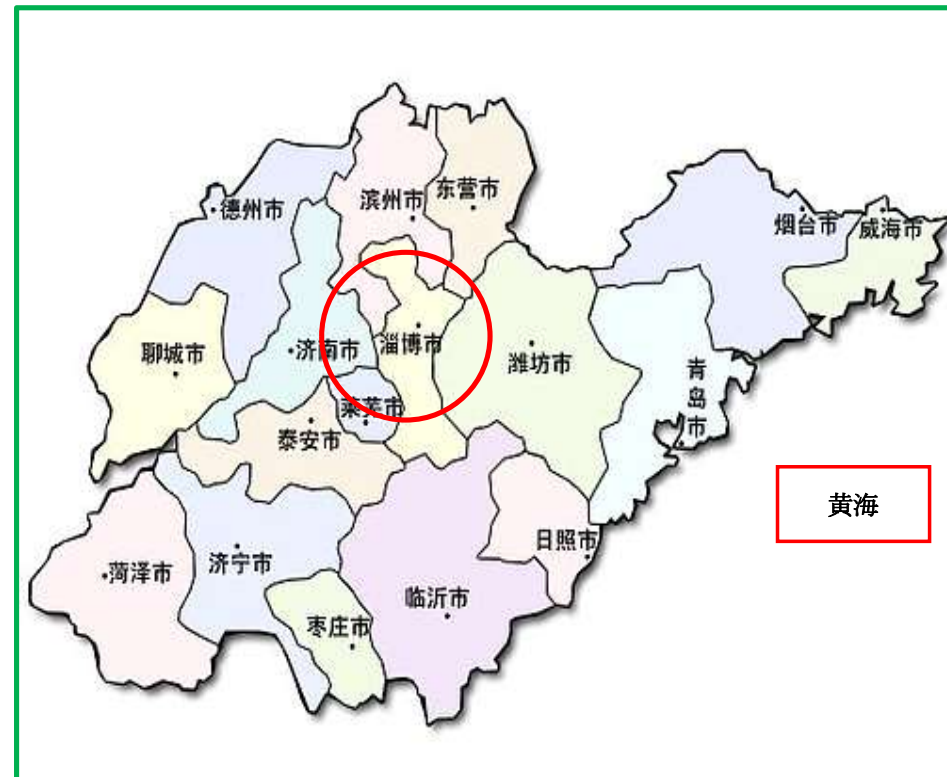 东营市
滨州市
德州市
烟台市
威海市
淄博市
济南市
聊城市
潍坊市
青岛市
莱芜市
泰安市
黄海
日照市
济宁市
菏泽市
临沂市
枣庄市